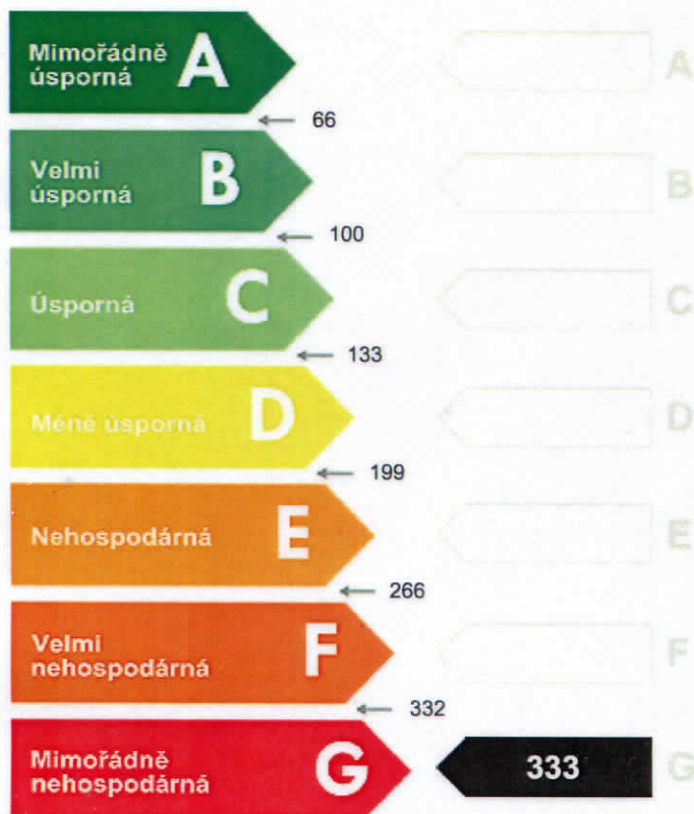 Mimořádně
úsporná A
A
66
Velmi
úsporná B
B
100
Úsporná C
C
133
Méně úsporná D
D
199
Nehospodárná E
E
266
Velmi
nehospodárná F
F
332
Mimořádně
nehospodárná G
333
G